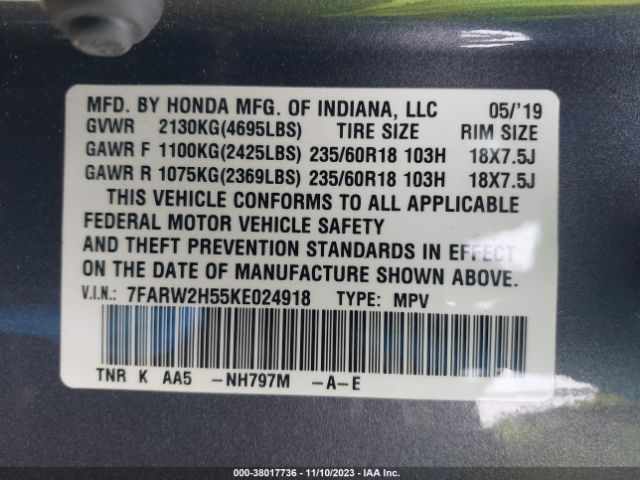 MFD. BY HONDA MFG. OF INDIANA, LLC 05/'19
GVWR 2130KG(4695LBS) TIRE SIZE RIM SIZE
GAWR F 1100KG(2425LBS) 235/60R18 103H 18X7.5J
GAWR R 1075KG(2369LBS) 235/60R18 103H 18X7.5J
THIS VEHICLE CONFORMS TO ALL APPLICABLE
FEDERAL MOTOR VEHICLE SAFETY
AND THEFT PREVENTION STANDARDS IN EFFECT
ON THE DATE OF MANUFACTURE SHOWN ABOVE.
V.I.N.: 7FARW2H55KE024918 TYPE: MPV
TNR K AA5 -NH797M -A-E
000-38017736 - 11/10/2023 - IAA Inc.